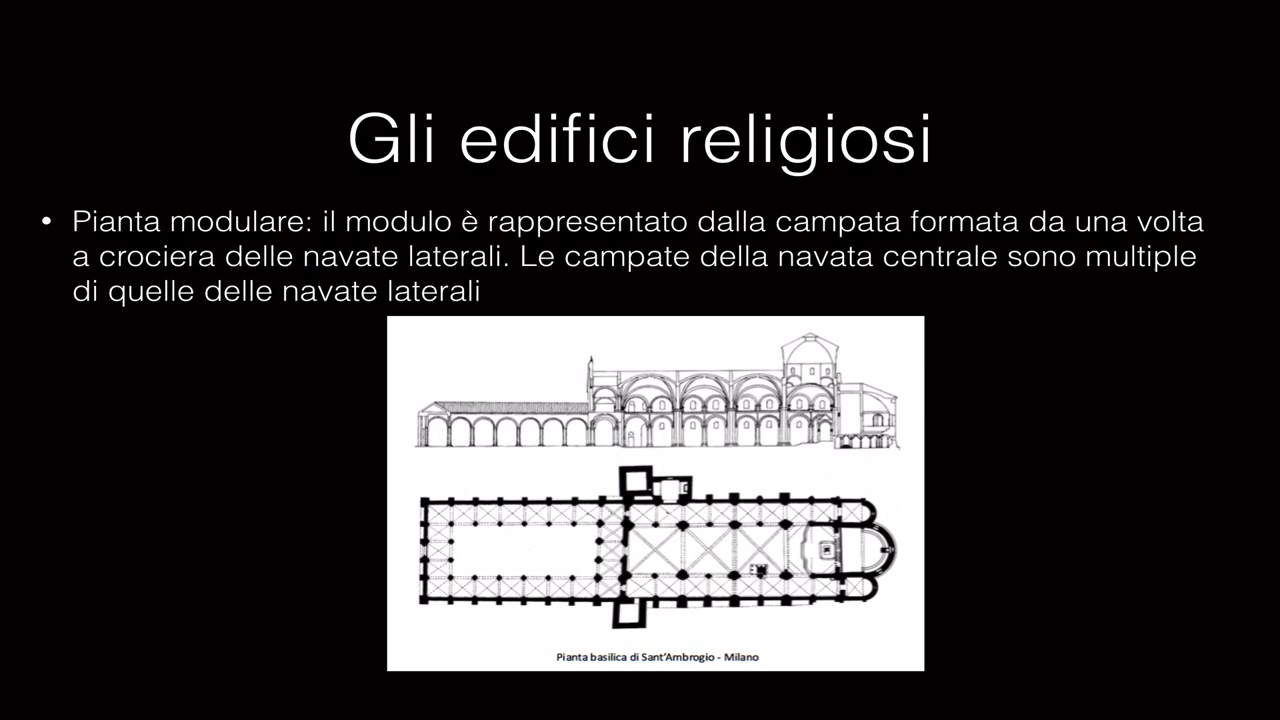 Gli edifici religiosi
• Pianta modulare: il modulo è rappresentato dalla campata formata da una volta
a crociera delle navate laterali. Le campate della navata centrale sono multiple
di quelle delle navate laterali
Pianta basilica di Sant’Ambrogio - Milano